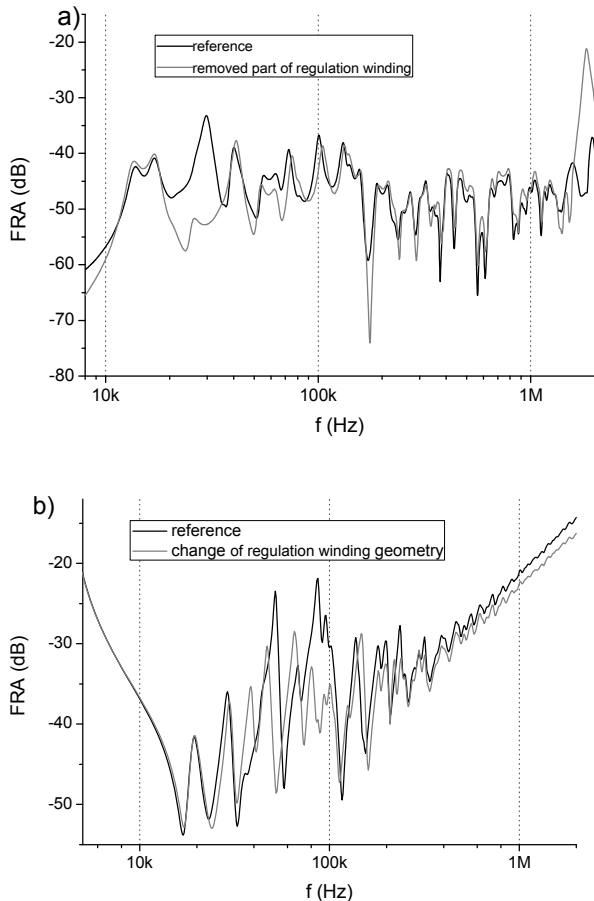 a)
-20
reference
removed part of regulation winding
-30
-40
-50
-60
-70
-80
FRA (dB)
10k
100k
1M
f (Hz)
b)
reference
change of regulation winding geometry
-20
-30
-40
-50
FRA (dB)
10k
100k
1M
f (Hz)